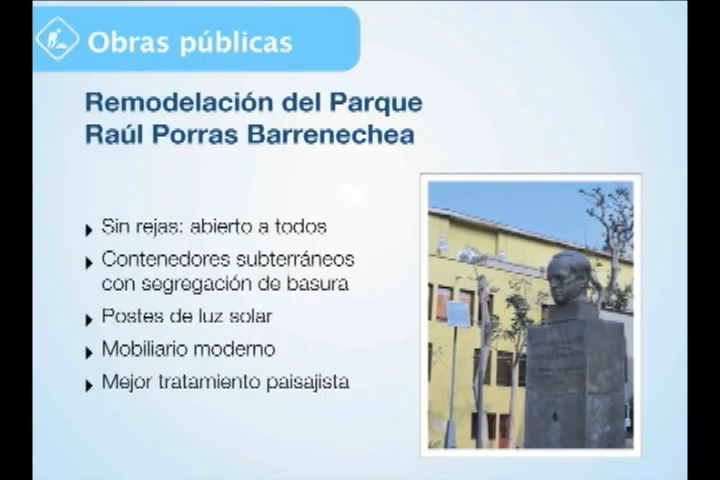 Obras públicas
Remodelación del Parque
Raúl Porras Barrenechea
Sin rejas: abierto a todos
Contenedores subterráneos
con segregación de basura
Postes de luz solar
Mobiliario moderno
Mejor tratamiento paisajista